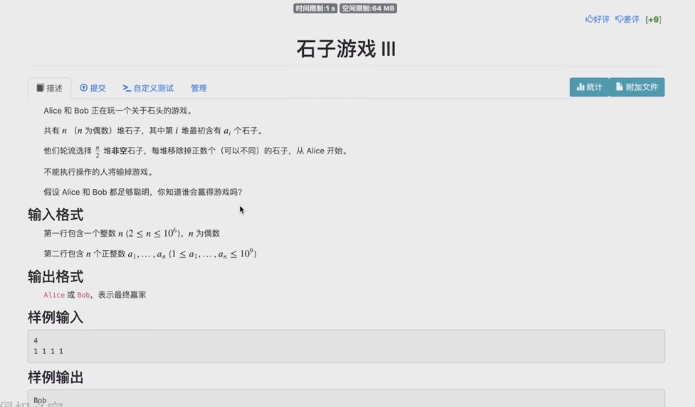 时间限制:1 s 空间限制:64 MB
好评 差评 [+9]
石子游戏 III
描述 提交 自定义测试 管理 统计 附加文件
Alice 和 Bob 正在玩一个关于石头的游戏。
共有 n （n 为偶数）堆石子，其中第 i 堆最初含有 a_i 个石子。
他们轮流选择 n/2 堆非空石子，每堆移除掉正数个（可以不同）的石子，从 Alice 开始。
不能执行操作的人将输掉游戏。
假设 Alice 和 Bob 都足够聪明，你知道谁会赢得游戏吗？
输入格式
第一行包含一个整数 n (2 ≤ n ≤ 10^6)，n 为偶数
第二行包含 n 个正整数 a_1, … , a_n (1 ≤ a_1, … , a_n ≤ 10^9)
输出格式
Alice 或 Bob，表示最终赢家
样例输入
4
1 1 1 1
样例输出
Bob